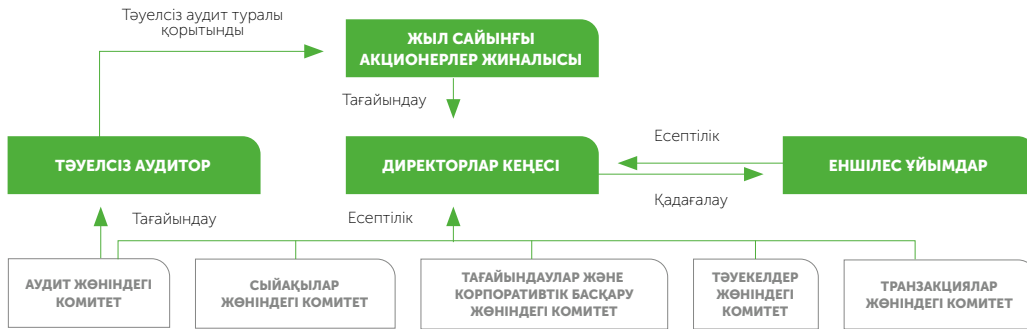 Тәуелсіз аудит туралы
қорытынды
ЖЫЛ САЙЫНҒЫ
АКЦИОНЕРЛЕР ЖИНАЛЫСЫ
Тағайындау
Есептілік
ТӘУЕЛСІЗ АУДИТОР
ДИРЕКТОРЛАР КЕҢЕСІ
ЕНШІЛЕС ҰЙЫМДАР
Қадағалау
Тағайындау
Есептілік
АУДИТ ЖӨНІНДЕГІ
КОМИТЕТ
СЫЙАҚЫЛАР
ЖӨНІНДЕГІ КОМИТЕТ
ТАҒАЙЫНДАУЛАР ЖӘНЕ
КОРПОРАТИВТІК БАСҚАРУ
ЖӨНІНДЕГІ КОМИТЕТ
ТӘУЕКЕЛДЕР
ЖӨНІНДЕГІ
КОМИТЕТ
ТРАНЗАКЦИЯЛАР
ЖӨНІНДЕГІ КОМИТЕТ